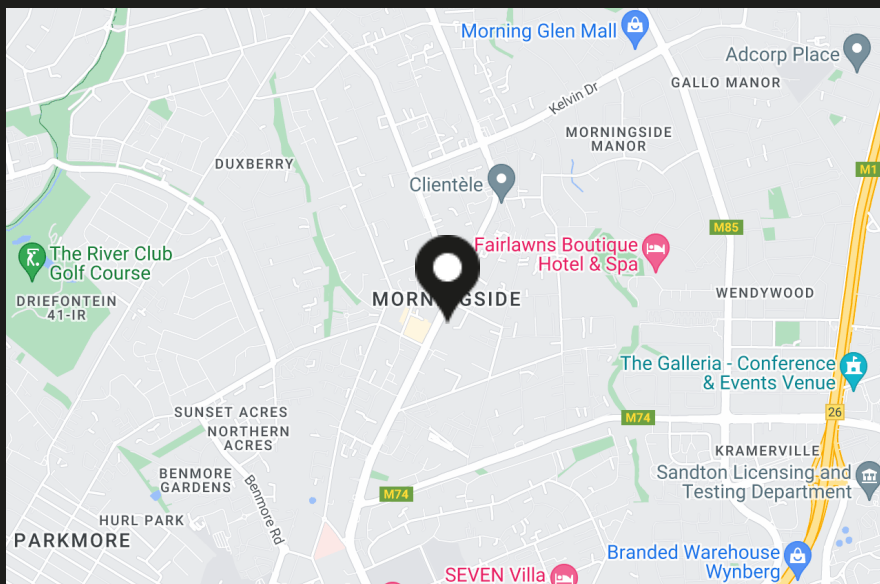 Morning Glen Mall
Adcorp Place
GALLO MANOR
Kelvin Dr
MORNINGSIDE
MANOR
DUXBERRY
M1
Clientèle
M85
The River Club
Golf Course
Fairlawns Boutique
Hotel & Spa
DRIEFONTEIN
41-IR
MORNINGSIDE
WENDYWOOD
The Galleria - Conference
& Events Venue
SUNSET ACRES
M74
26
NORTHERN
ACRES
KRAMERVILLE
BENMORE
GARDENS
Sandton Licensing and
Testing Department
M74
Benmore Rd
HURL PARK
PARKMORE
Branded Warehouse
Wynberg
SEVEN Villa